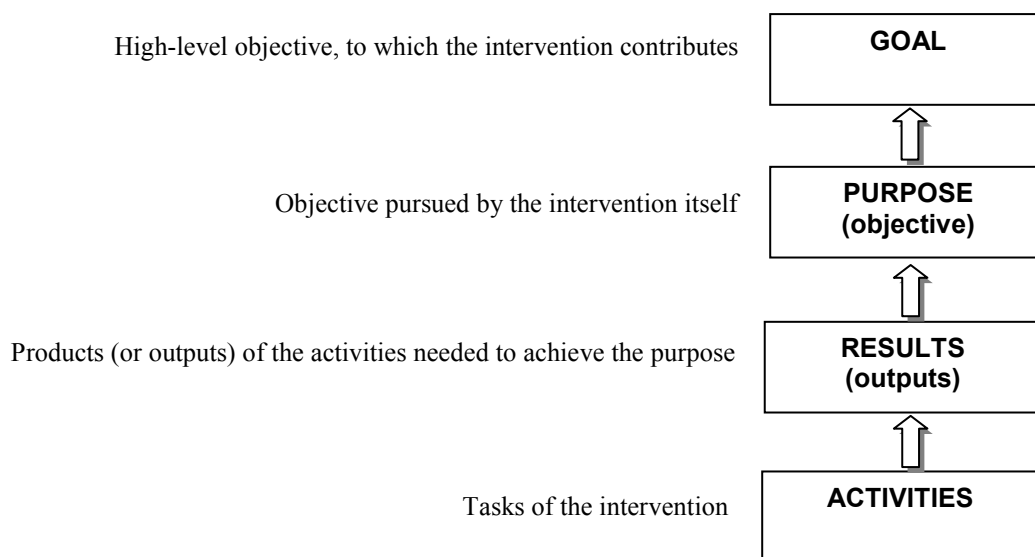 High-level objective, to which the intervention contributes
GOAL
Objective pursued by the intervention itself
PURPOSE
(objective)
Products (or outputs) of the activities needed to achieve the purpose
RESULTS
(outputs)
Tasks of the intervention
ACTIVITIES